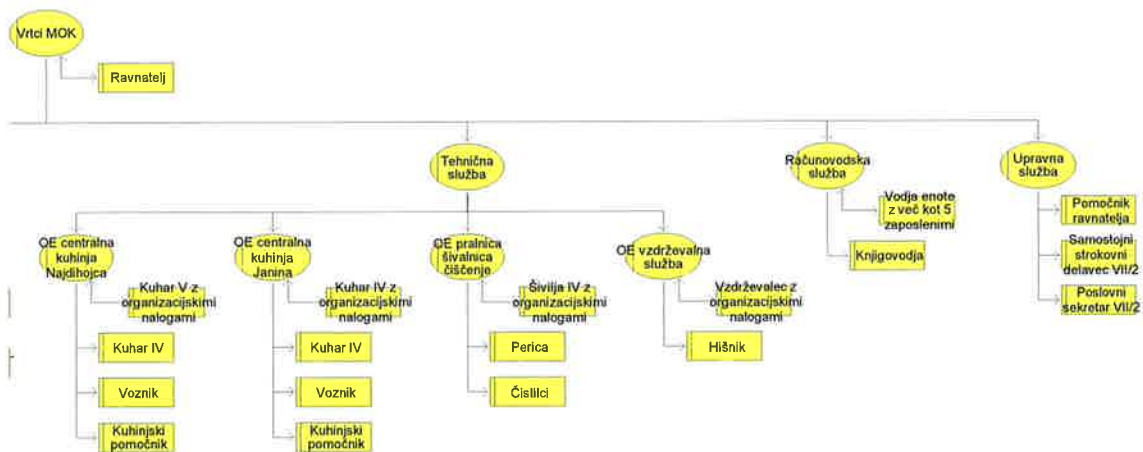 Vrtci MOK
Ravnatelj
Tehnična
služba
Računovodska
služba
Upravna
služba
Vodja enote
z več kot 5
zaposlenimi
Knjigovodja
Pomočnik
ravnatelja
Samostojni
strokovni
delavec VII/2
Poslovni
sekretar VII/2
OE centralna
kuhinja
Najdihojca
Kuhar V z
organizacijskimi
nalogami
Kuhar IV
Voznik
Kuhinjski
pomočnik
OE centralna
kuhinja
Janina
Kuhar IV z
organizacijskimi
nalogami
Kuhar IV
Voznik
Kuhinjski
pomočnik
OE pralnica
šivalnica
čiščenje
Šivilja IV z
organizacijskimi
nalogami
Perica
Čistilci
OE vzdrževalna
služba
Vzdrževalec z
organizacijskimi
nalogami
Hišnik